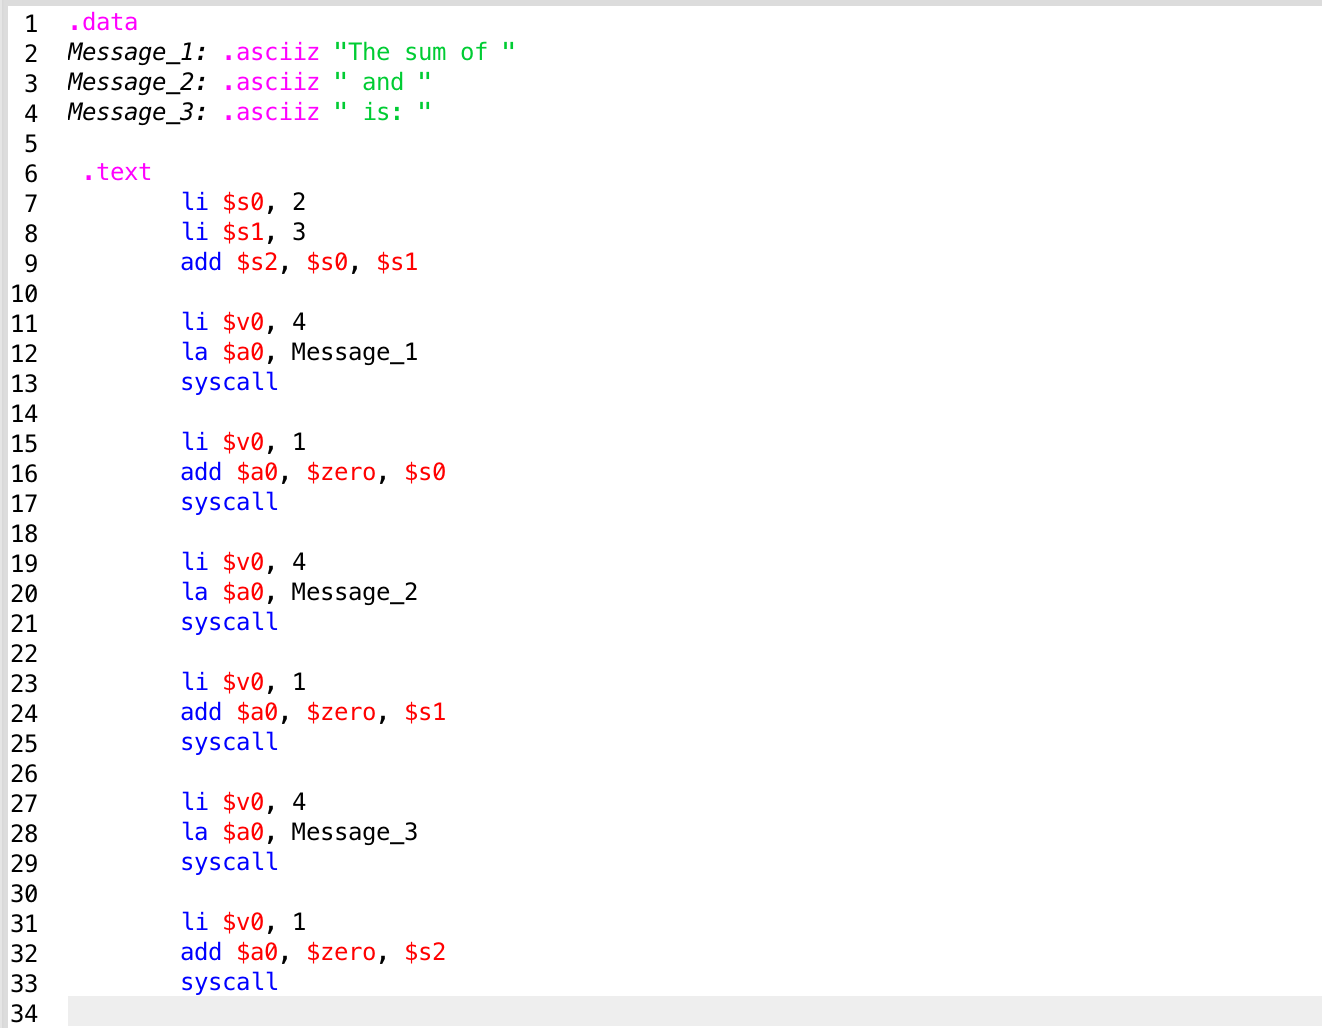 1 .data
2 Message_1: .asciiz "The sum of "
3 Message_2: .asciiz " and "
4 Message_3: .asciiz " is: "
5
6 .text
7 li $s0, 2
8 li $s1, 3
9 add $s2, $s0, $s1
10
11 li $v0, 4
12 la $a0, Message_1
13 syscall
14
15 li $v0, 1
16 add $a0, $zero, $s0
17 syscall
18
19 li $v0, 4
20 la $a0, Message_2
21 syscall
22
23 li $v0, 1
24 add $a0, $zero, $s1
25 syscall
26
27 li $v0, 4
28 la $a0, Message_3
29 syscall
30
31 li $v0, 1
32 add $a0, $zero, $s2
33 syscall
34